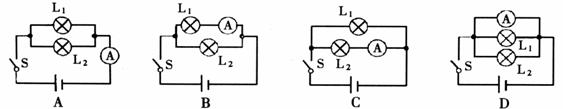 L₁ L₂ A S A
L₁ A L₂ S B
L₁ L₂ A S C
A L₁ L₂ S D